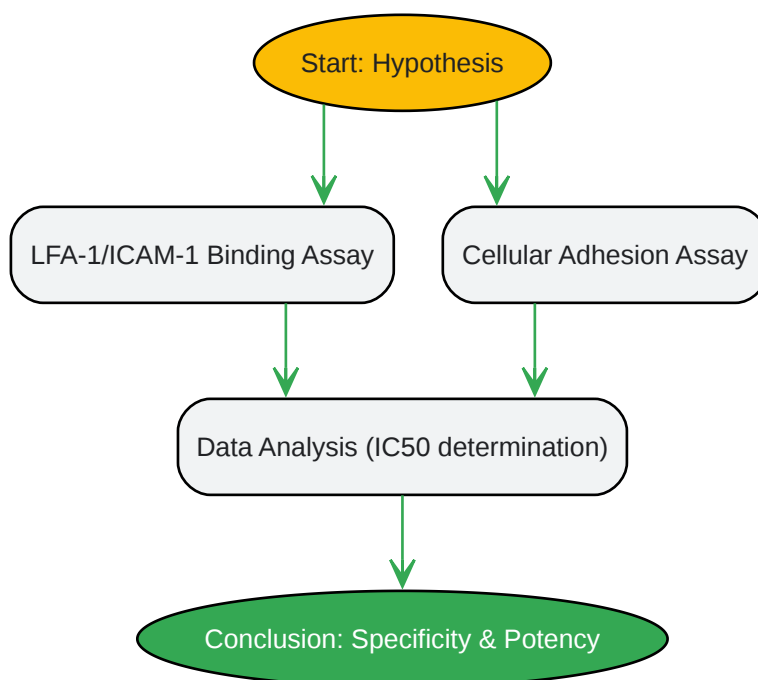 Start: Hypothesis
LFA-1/ICAM-1 Binding Assay
Cellular Adhesion Assay
Data Analysis (IC50 determination)
Conclusion: Specificity & Potency